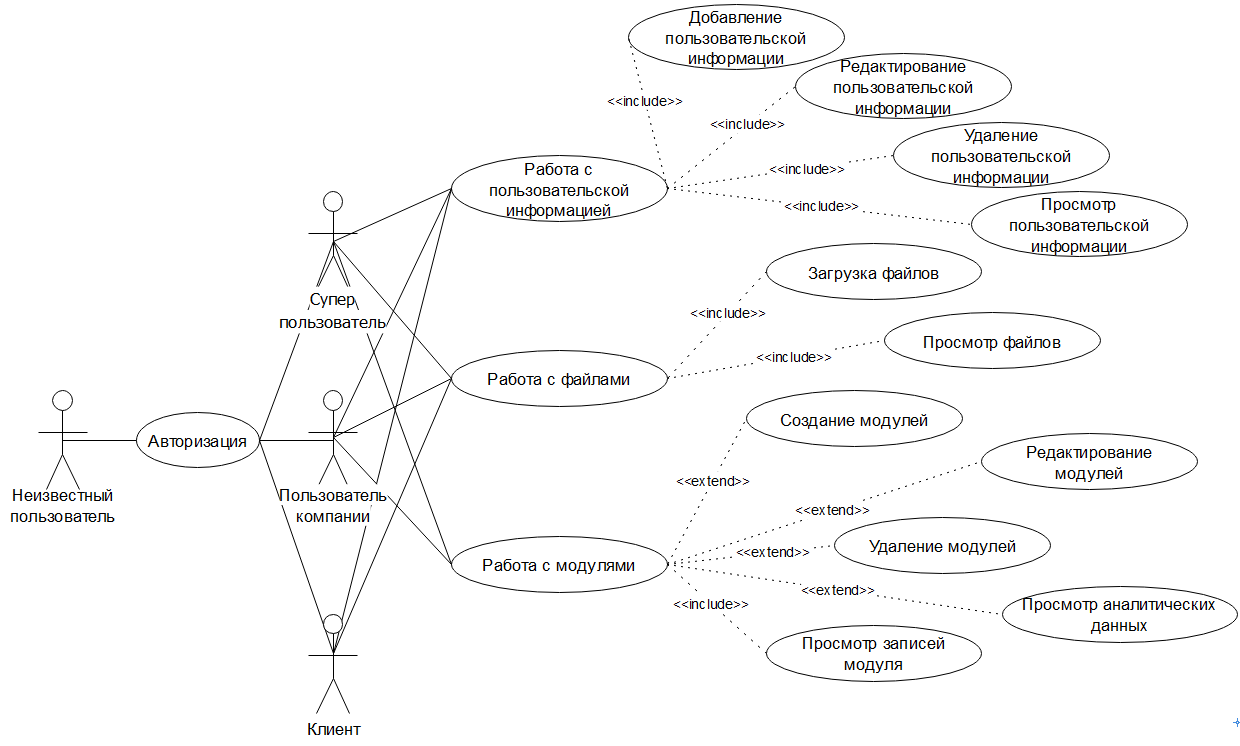 Добавление
пользовательской
информации
Редактирование
пользовательской
информации
<<include>>
<<include>>
Удаление
пользовательской
информации
Работа с
пользовательской
информацией
<<include>>
<<include>>
Просмотр
пользовательской
информации
Супер
пользователь
Загрузка файлов
<<include>>
Просмотр файлов
<<include>>
Работа с файлами
Авторизация
Неизвестный
пользователь
Пользователь
компании
Создание модулей
Редактирование
модулей
<<extend>>
<<extend>>
Удаление модулей
<<extend>>
Работа с модулями
<<extend>>
<<include>>
Просмотр аналитических
данных
Просмотр записей
модуля
Клиент